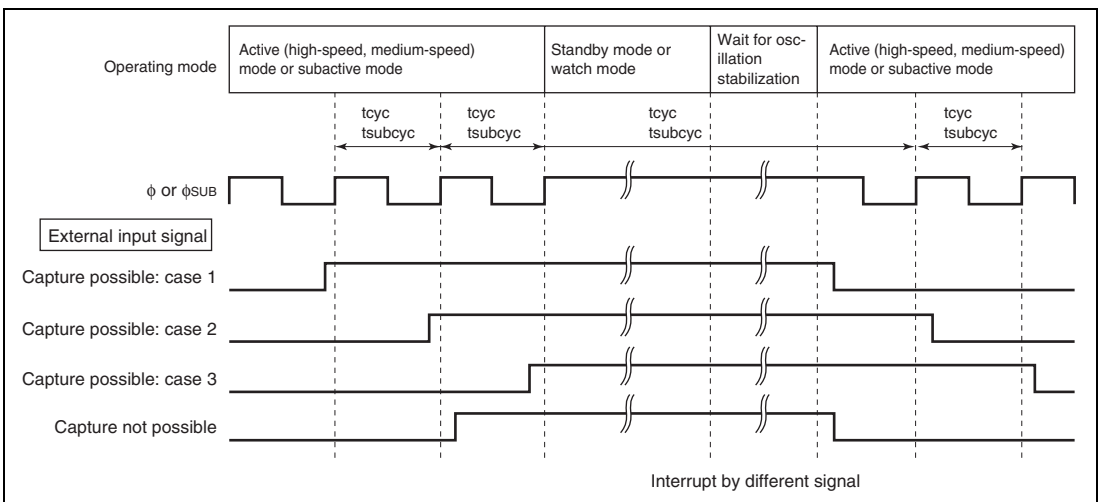 Operating mode
Active (high-speed, medium-speed)
mode or subactive mode
Standby mode or
watch mode
Wait for osc-
illation
stabilization
Active (high-speed, medium-speed)
mode or subactive mode
tcyc
tsubcyc
tcyc
tsubcyc
tcyc
tsubcyc
tcyc
tsubcyc
φ or φSUB
External input signal
Capture possible: case 1
Capture possible: case 2
Capture possible: case 3
Capture not possible
Interrupt by different signal